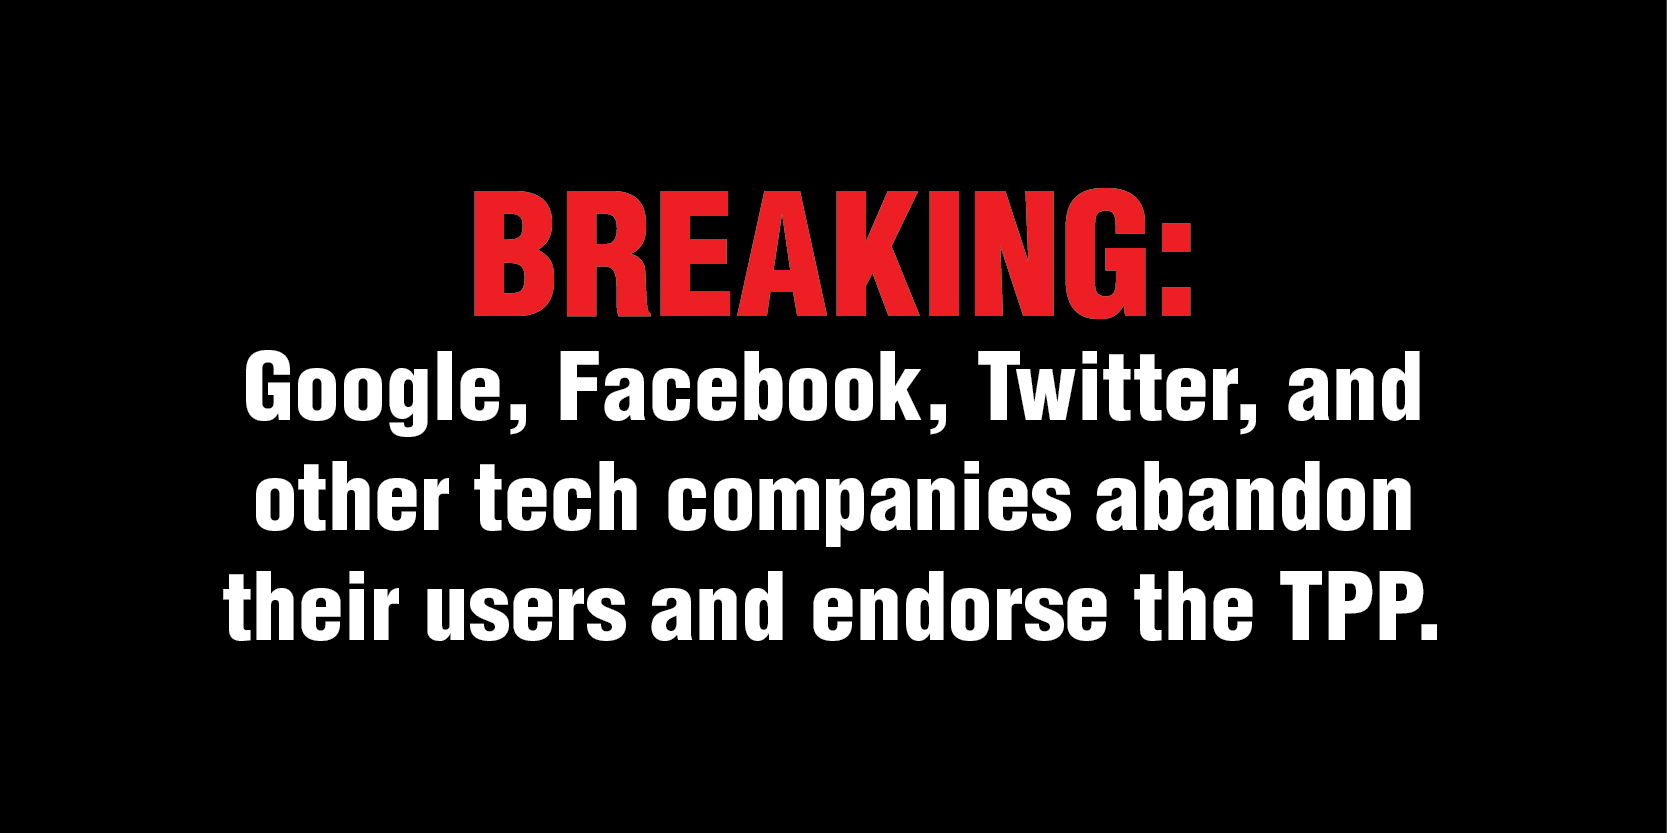 BREAKING:
Google, Facebook, Twitter, and
other tech companies abandon
their users and endorse the TPP.